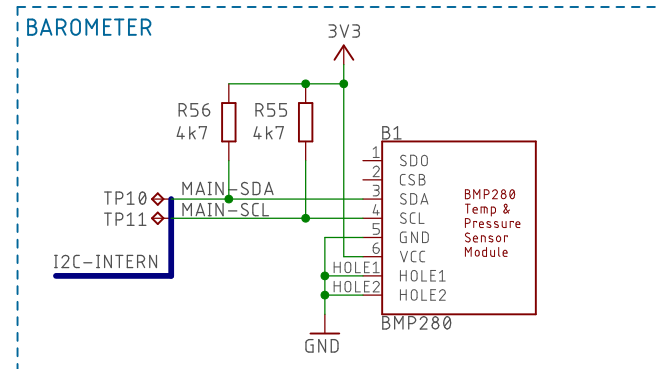 BAROMETER
3V3
R56
4k7
R55
4k7
B1
1 SDO
2 CSB
3 SDA
4 SCL
5 GND
6 VCC
HOLE1 HOLE1
HOLE2 HOLE2
BMP280
Temp &
Pressure
Sensor
Module
BMP280
TP10 MAIN-SDA
TP11 MAIN-SCL
I2C-INTERN
GND